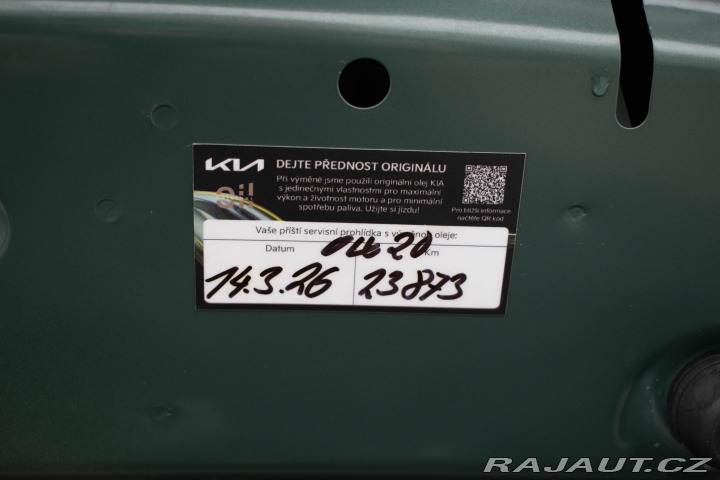 KIA
DEJTE PŘEDNOST ORIGINÁLU
Při výměně jsme použili originální olej KIA
s jedinečnými vlastnostmi pro maximální
výkon a životnost motoru a pro minimální
spotřebu paliva. Užijte si jízdu!
Oil
Pro bližší informace
načtěte QR kód
Vaše příští servisní prohlídka s výměnou oleje:
Datum
Km
14.3.26
23873
RAJAUT.CZ